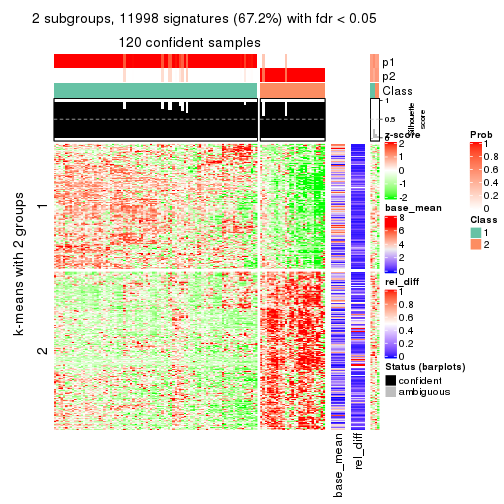 2 subgroups, 11998 signatures (67.2%) with fdr < 0.05
120 confident samples
p1
p2
Class
1
0.5
0
Silhouette
score
z-score
2
1
0
-1
-2
base_mean
8
6
4
2
0
rel_diff
1
0.8
0.6
0.4
0.2
0
Status (barplots)
confident
ambiguous
Prob
1
0.8
0.6
0.4
0.2
0
Class
1
2
k-means with 2 groups
1
2
base_mean
rel_diff